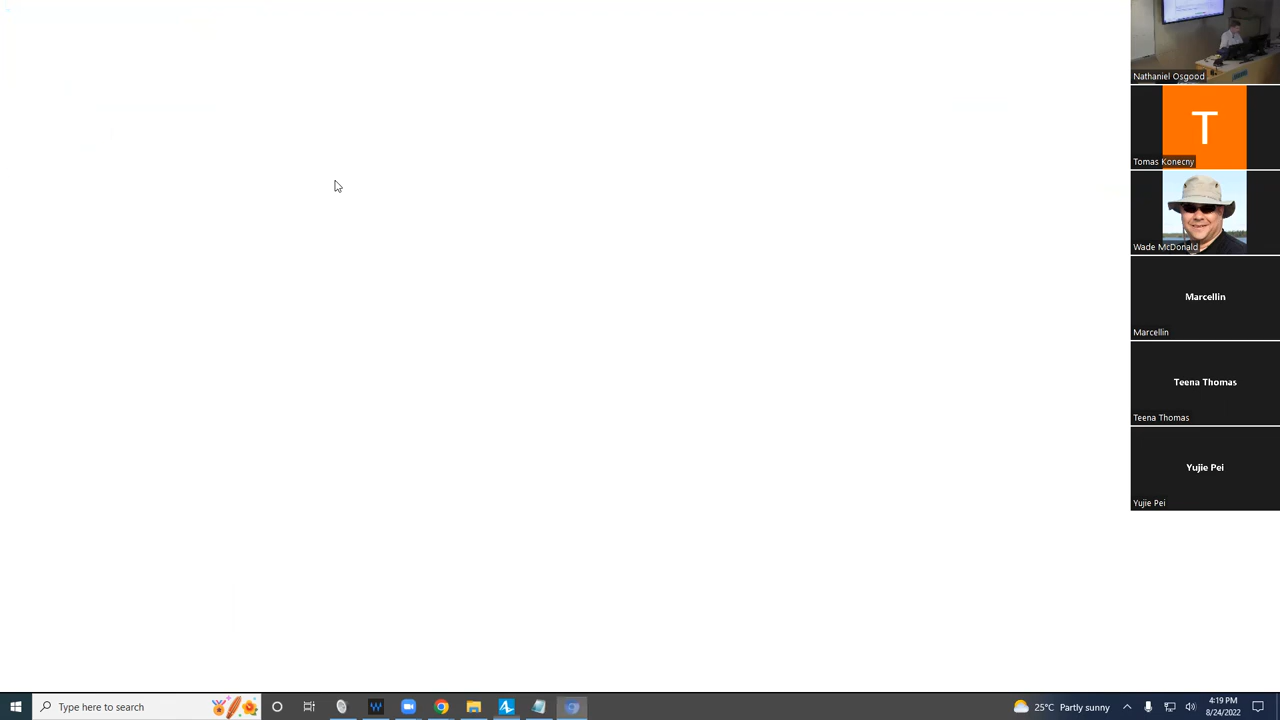 Nathaniel Osgood
T
Tomas Konecny
Wade McDonald
Marcellin
Marcellin
Teena Thomas
Teena Thomas
Yujie Pei
Yujie Pei
Type here to search
25°C Partly sunny
4:19 PM
8/24/2022